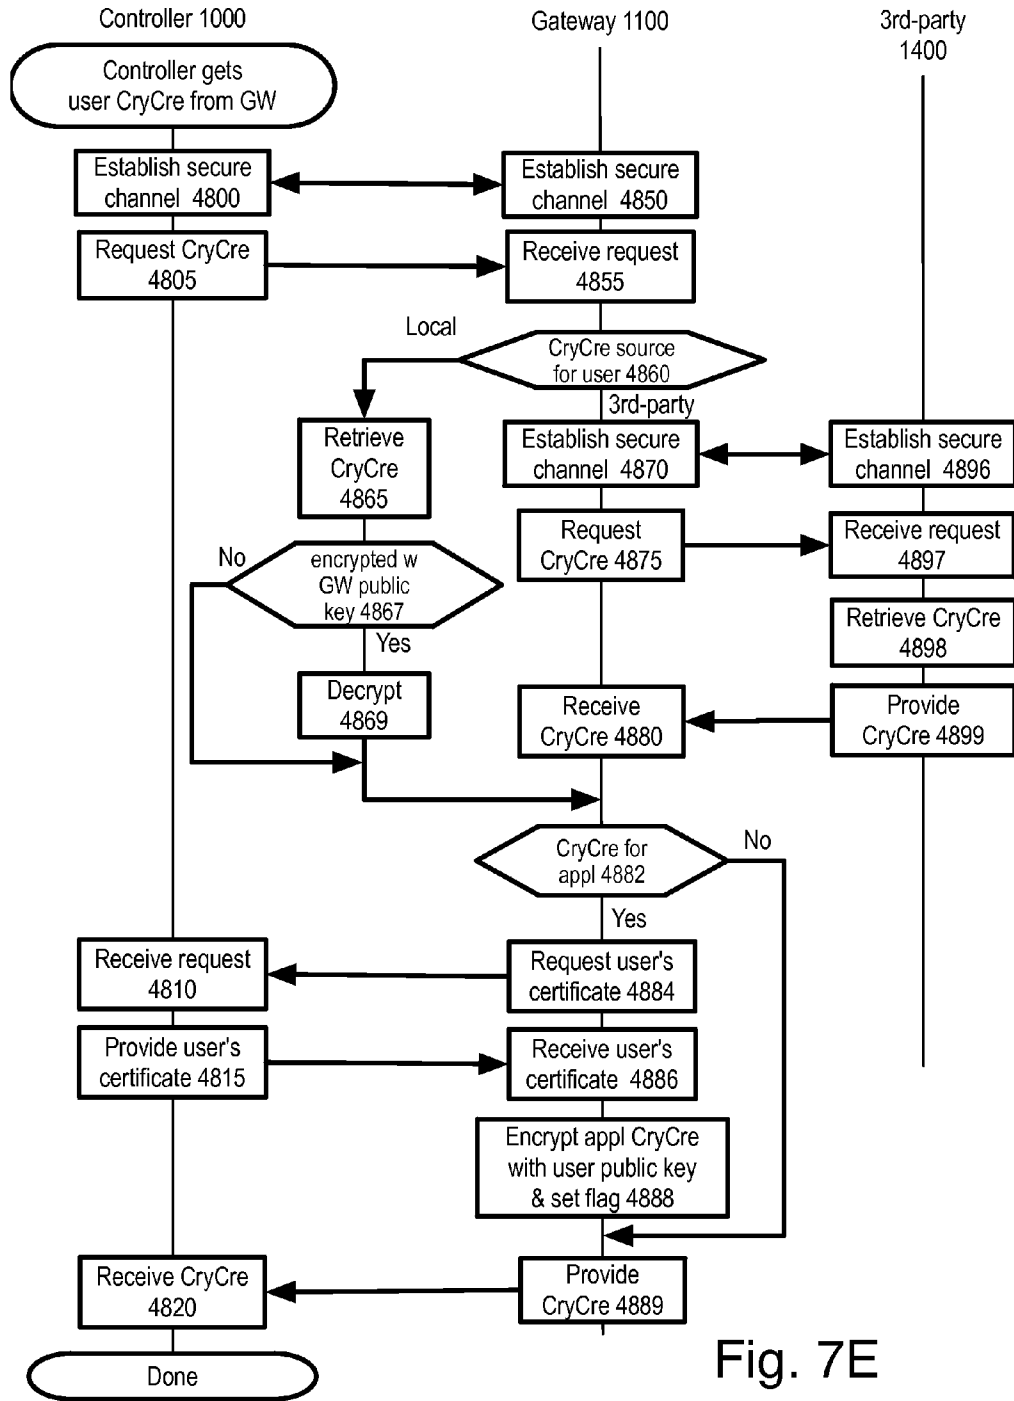 Controller 1000
Gateway 1100
3rd-party
1400
Controller gets
user CryCre from GW
Establish secure
channel 4800
Establish secure
channel 4850
Request CryCre
4805
Receive request
4855
Local
CryCre source
for user 4860
3rd-party
Retrieve
CryCre
4865
Establish secure
channel 4870
Establish secure
channel 4896
Request
CryCre 4875
Receive request
4897
No
encrypted w
GW public
key 4867
Yes
Retrieve CryCre
4898
Decrypt
4869
Receive
CryCre 4880
Provide
CryCre 4899
CryCre for
appl 4882
No
Yes
Receive request
4810
Request user's
certificate 4884
Provide user's
certificate 4815
Receive user's
certificate 4886
Encrypt appl CryCre
with user public key
& set flag 4888
Receive CryCre
4820
Provide
CryCre 4889
Done
Fig. 7E